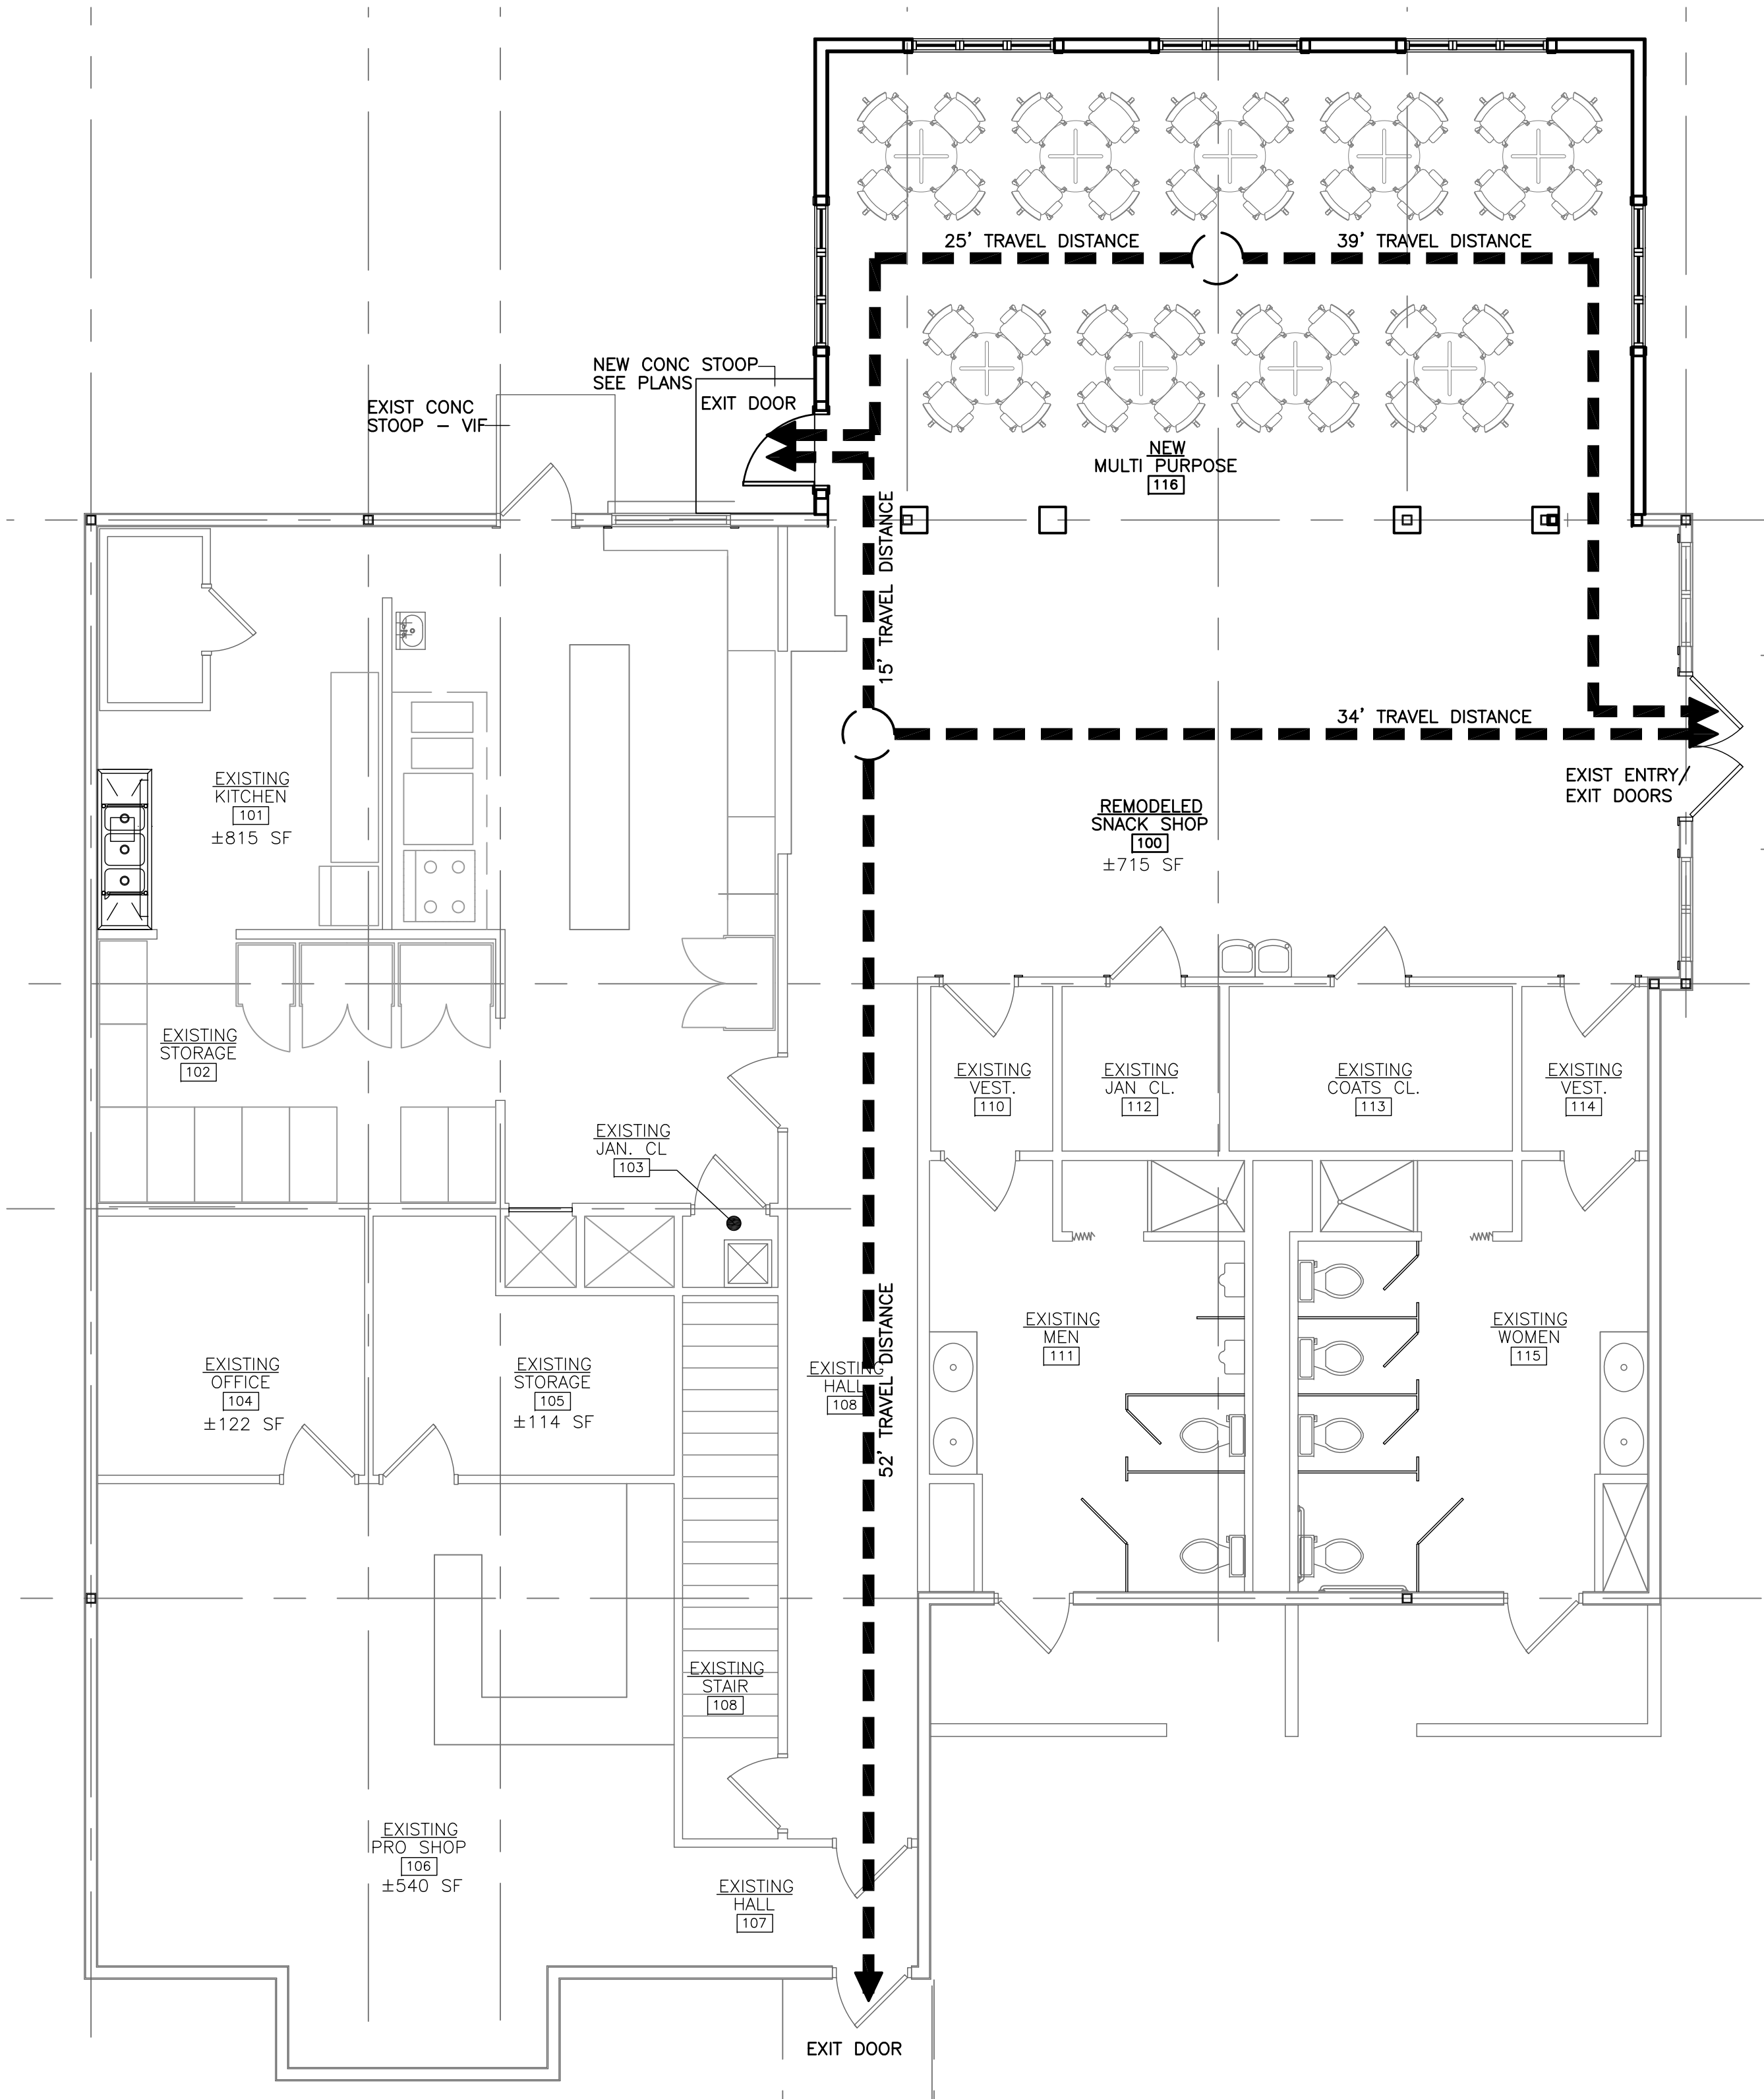 25' TRAVEL DISTANCE
39' TRAVEL DISTANCE
NEW CONC STOOP
SEE PLANS
EXIT DOOR
EXIST CONC
STOOP – VIF
NEW
MULTI PURPOSE
116
15' TRAVEL DISTANCE
34' TRAVEL DISTANCE
EXIST ENTRY/
EXIT DOORS
EXISTING
KITCHEN
101
±815 SF
REMODELED
SNACK SHOP
100
±715 SF
EXISTING
STORAGE
102
EXISTING
VEST.
110
EXISTING
JAN CL.
112
EXISTING
COATS CL.
113
EXISTING
VEST.
114
EXISTING
JAN. CL
103
52' TRAVEL DISTANCE
EXISTING
OFFICE
104
±122 SF
EXISTING
STORAGE
105
±114 SF
EXISTING
HALL
108
EXISTING
MEN
111
EXISTING
WOMEN
115
EXISTING
STAIR
108
EXISTING
PRO SHOP
106
±540 SF
EXISTING
HALL
107
EXIT DOOR